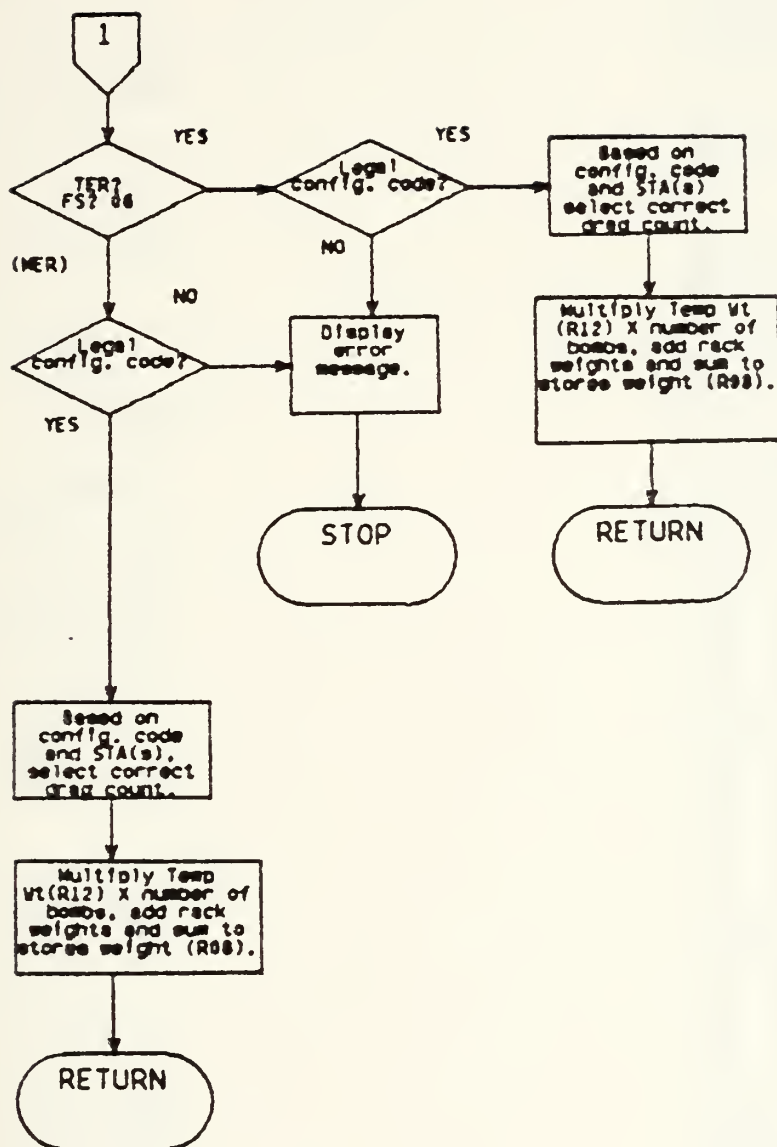 1
YES
TER?
FS? 06
(MER)
NO
YES
Legal
config. code?
NO
Based on
config. code
and STA(s)
select correct
drag count.
Legal
config. code?
YES
Display
error
message.
Multiply Temp Wt
(R12) X number of
bombs, add rack
weights and sum to
stores weight (R08).
STOP
RETURN
Based on
config. code
and STA(s),
select correct
drag count.
Multiply Temp
Wt(R12) X number of
bombs, add rack
weights and sum to
stores weight (R08).
RETURN